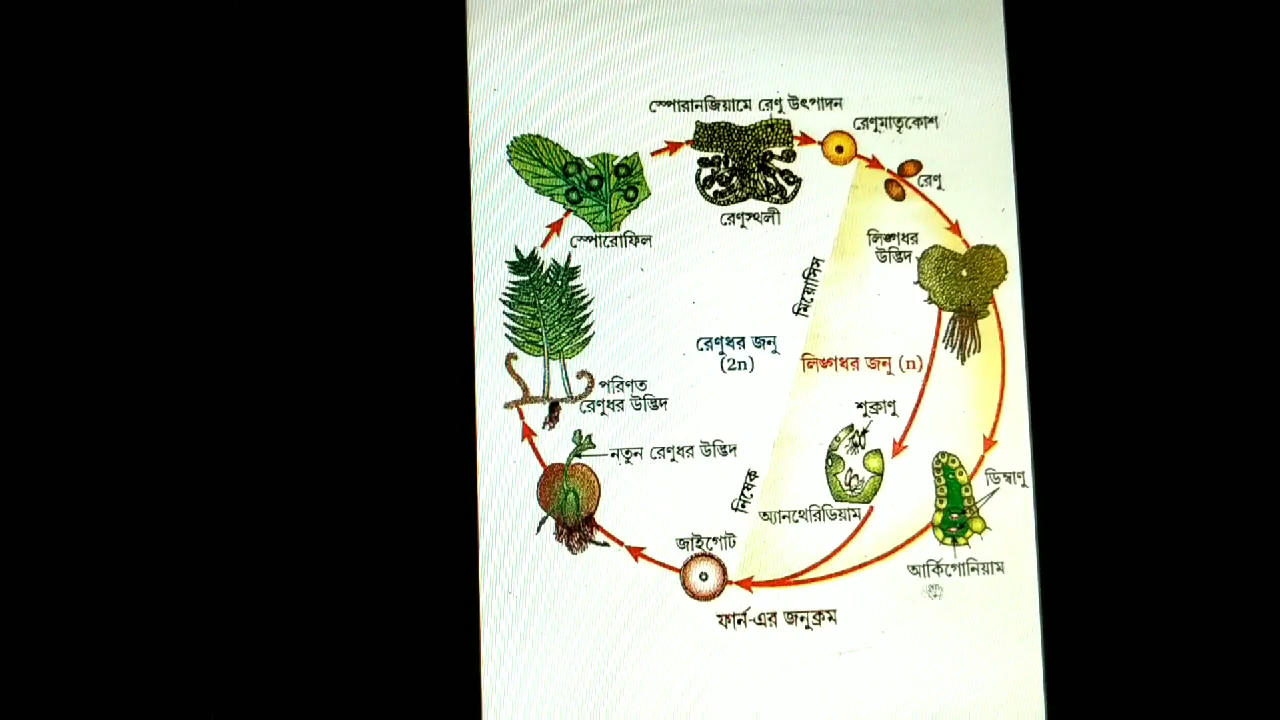 স্পোরানজিয়ামে রেণু উৎপাদন
রেণুমাতৃকোশ
রেণু
রেণুস্থলী
স্পোরোফিল
লিঙ্গধর
উদ্ভিদ
মিয়োসিস
রেণুধর জনু
(2n)
লিঙ্গধর জনু (n)
পরিণত
রেণুধর উদ্ভিদ
শুক্রাণু
নতুন রেণুধর উদ্ভিদ
নিষেক
ডিম্বাণু
অ্যানথেরিডিয়াম
জাইগোট
আর্কিগোনিয়াম
ফার্ন-এর জনুক্রম